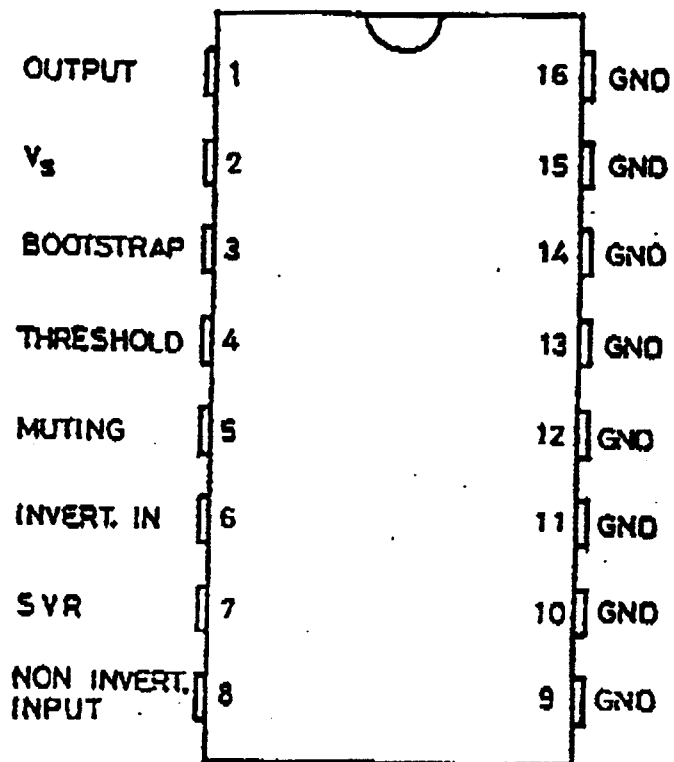 OUTPUT 1 16 GND
Vs 2 15 GND
BOOTSTRAP 3 14 GND
THRESHOLD 4 13 GND
MUTING 5 12 GND
INVERT. IN 6 11 GND
SVR 7 10 GND
NON INVERT.
INPUT 8 9 GND